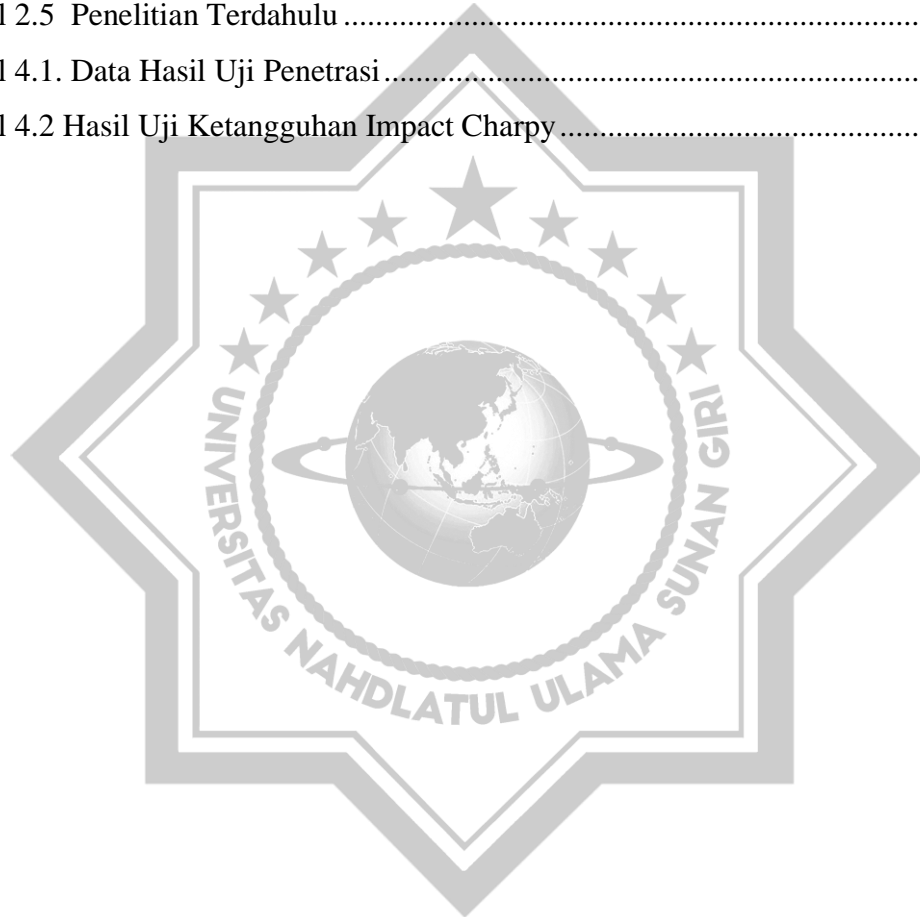 l 2.5 Penelitian Terdahulu ......................................................................
l 4.1. Data Hasil Uji Penetrasi .................................................................
l 4.2 Hasil Uji Ketangguhan Impact Charpy ...........................................
UNIVERSITAS NAHDLATUL ULAMA SUNAN GIRI